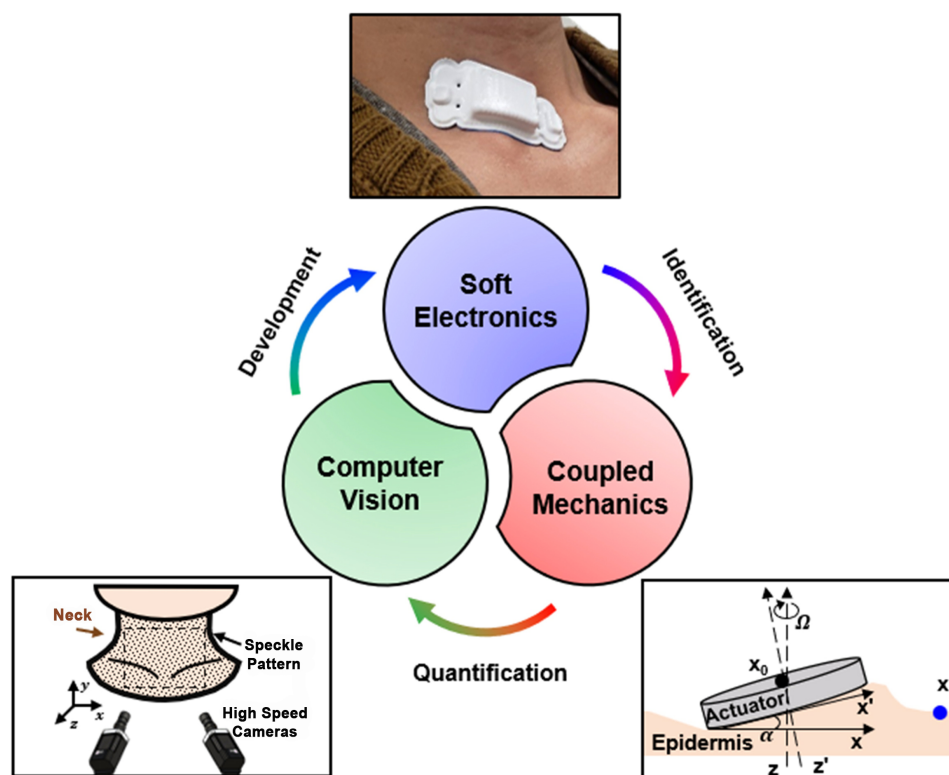 Development
Identification
Soft
Electronics
Computer
Vision
Coupled
Mechanics
Quantification
Neck
Speckle
Pattern
y
x
z
High Speed
Cameras
Ω
x₀
x
Actuator
x'
α
x
Epidermis
z
z'